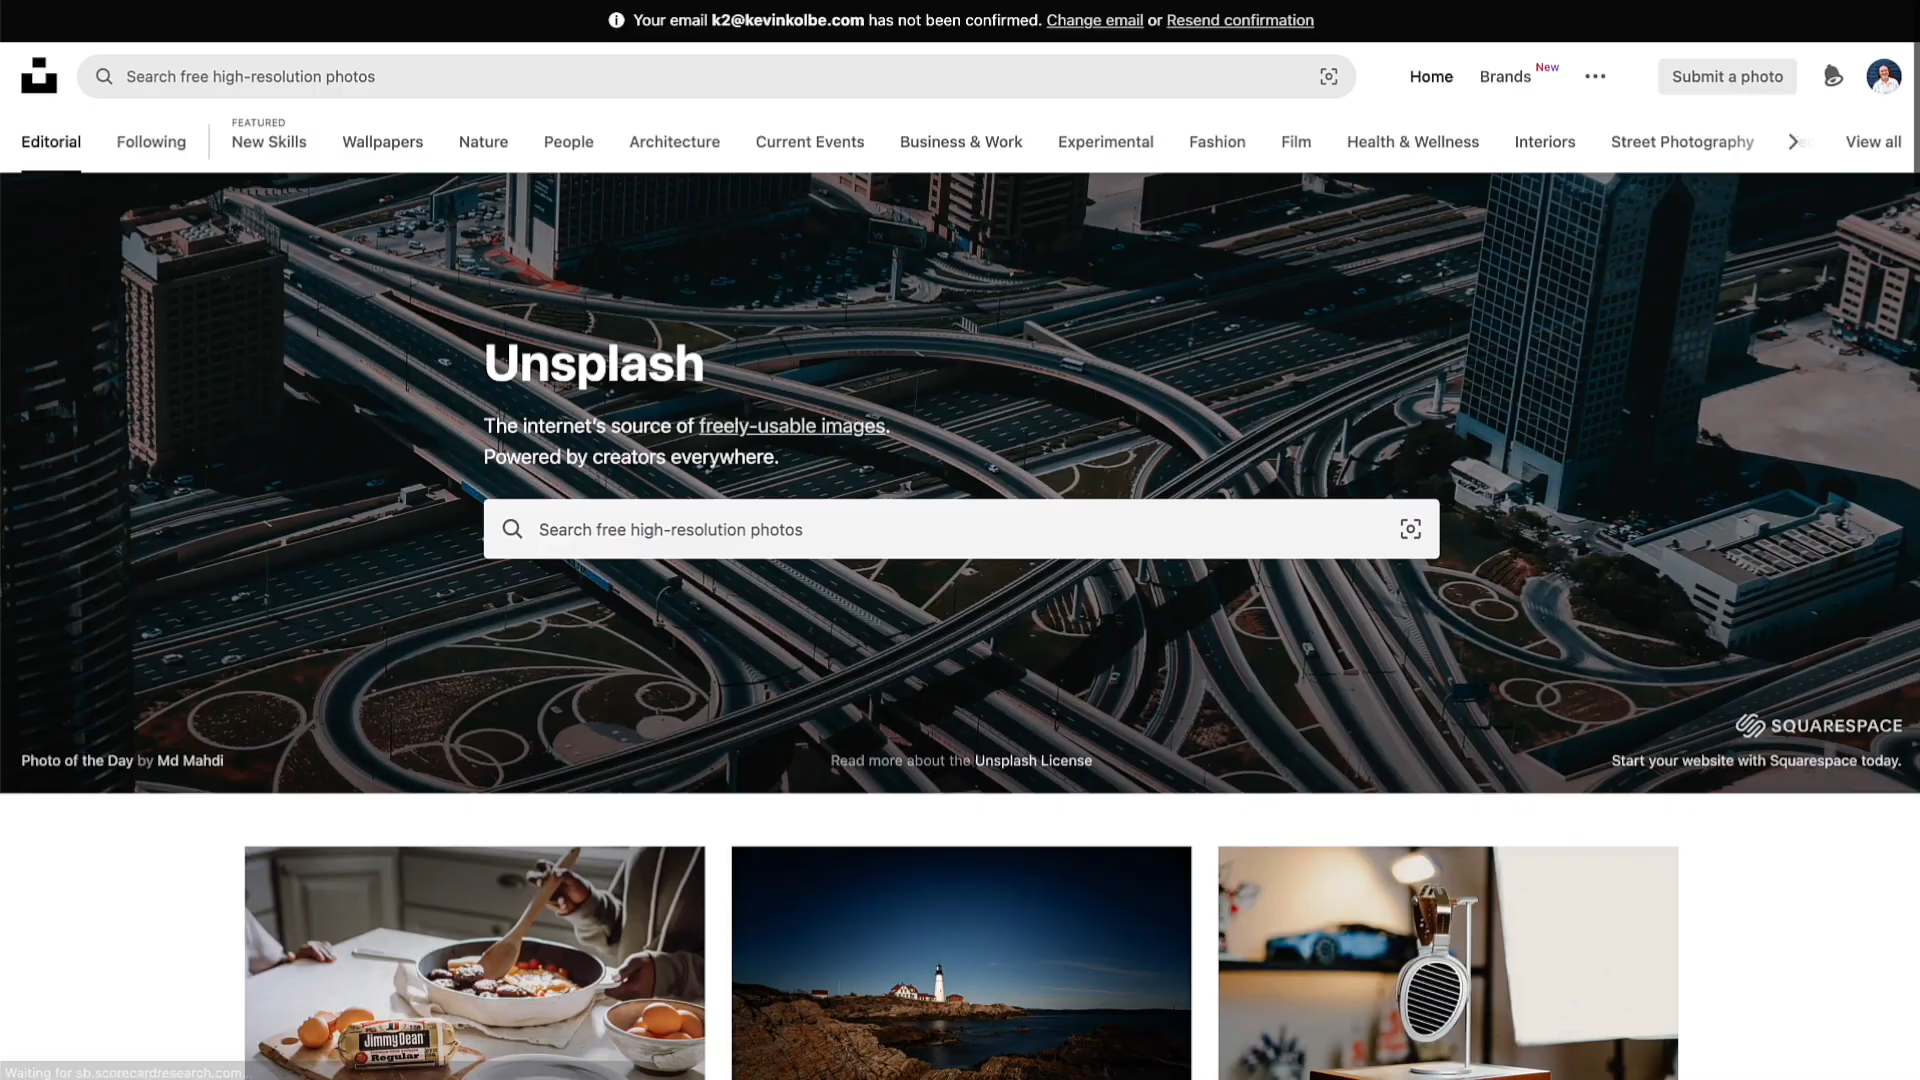 Your email k2@kevinkolbe.com has not been confirmed. Change email or Resend confirmation
Search free high-resolution photos
Home
Brands
New
Submit a photo
Editorial
Following
FEATURED
New Skills
Wallpapers
Nature
People
Architecture
Current Events
Business & Work
Experimental
Fashion
Film
Health & Wellness
Interiors
Street Photography
View all
Unsplash
The internet's source of freely-usable images.
Powered by creators everywhere.
Search free high-resolution photos
SQUARESPACE
Photo of the Day by Md Mahdi
Read more about the Unsplash License
Start your website with Squarespace today.
Jimmy Dean
Regular
Waiting for sb.scorecardresearch.com...